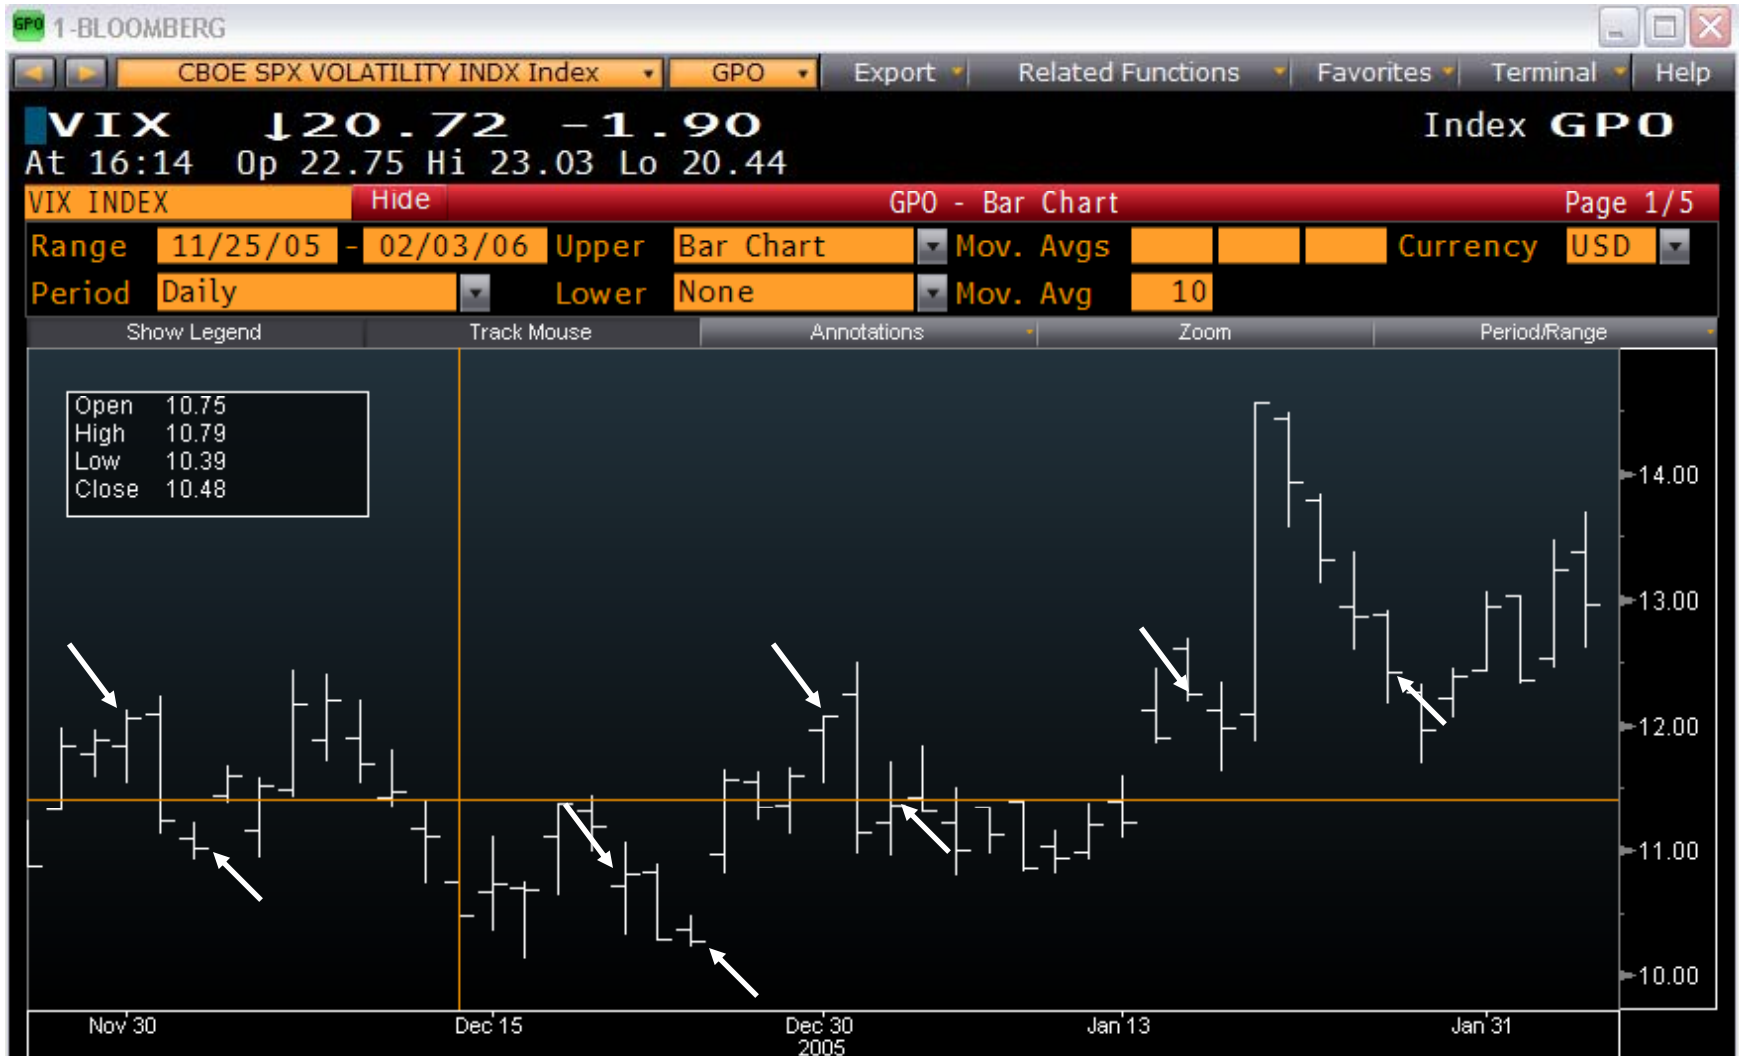 GPO 1-BLOOMBERG
CBOE SPX VOLATILITY INDX Index GPO Export Related Functions Favorites Terminal Help
VIX ↓20.72 -1.90 Index GPO
At 16:14 Op 22.75 Hi 23.03 Lo 20.44
VIX INDEX Hide GPO - Bar Chart Page 1/5
Range 11/25/05 - 02/03/06 Upper Bar Chart Mov. Avgs Currency USD
Period Daily Lower None Mov. Avg 10
Show Legend Track Mouse Annotations Zoom Period/Range
Open 10.75
High 10.79
Low 10.39
Close 10.48
14.00
13.00
12.00
11.00
10.00
Nov 30 Dec 15 Dec 30 Jan 13 Jan 31
2005